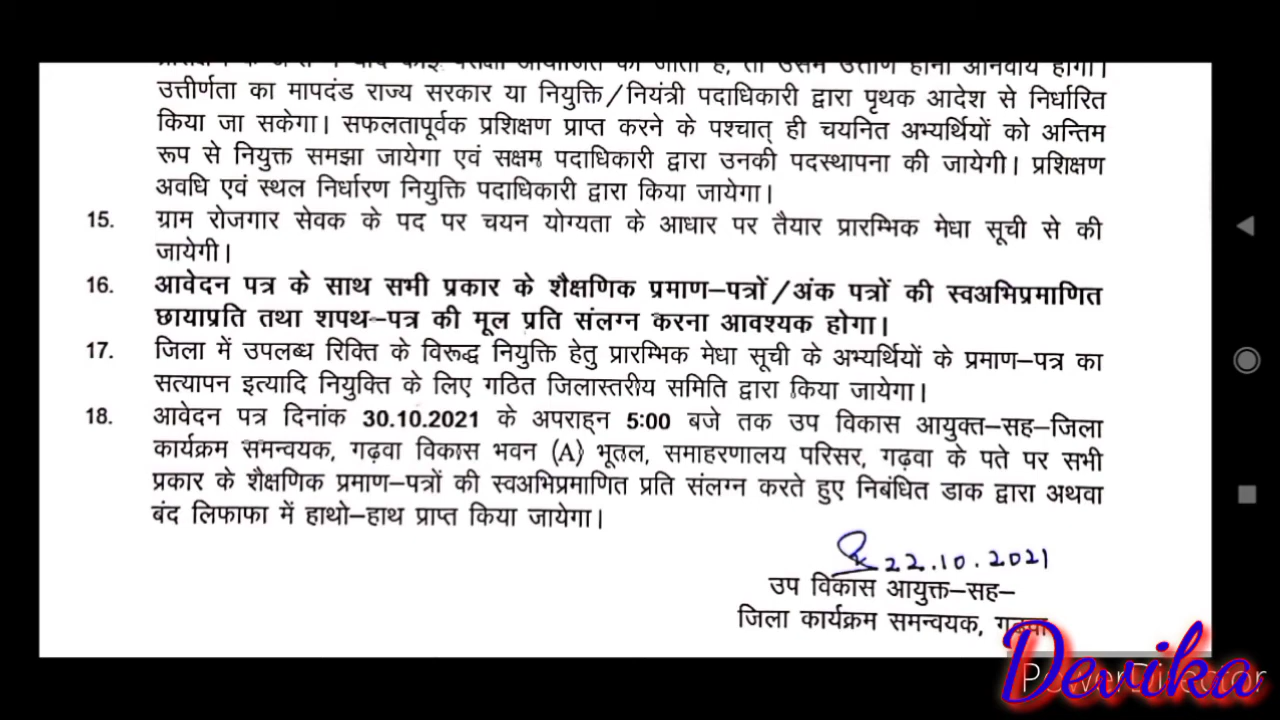 उत्तीर्णता का मापदंड राज्य सरकार या नियुक्ति/नियंत्री पदाधिकारी द्वारा पृथक आदेश से निर्धारित
किया जा सकेगा। सफलतापूर्वक प्रशिक्षण प्राप्त करने के पश्चात् ही चयनित अभ्यर्थियों को अन्तिम
रूप से नियुक्त समझा जायेगा एवं सक्षम पदाधिकारी द्वारा उनकी पदस्थापना की जायेगी। प्रशिक्षण
अवधि एवं स्थल निर्धारण नियुक्ति पदाधिकारी द्वारा किया जायेगा।
15. ग्राम रोजगार सेवक के पद पर चयन योग्यता के आधार पर तैयार प्रारम्भिक मेधा सूची से की
जायेगी।
16. आवेदन पत्र के साथ सभी प्रकार के शैक्षणिक प्रमाण–पत्रों/अंक पत्रों की स्वअभिप्रमाणित
छायाप्रति तथा शपथ–पत्र की मूल प्रति संलग्न करना आवश्यक होगा।
17. जिला में उपलब्ध रिक्ति के विरूद्ध नियुक्ति हेतु प्रारम्भिक मेधा सूची के अभ्यर्थियों के प्रमाण–पत्र का
सत्यापन इत्यादि नियुक्ति के लिए गठित जिलास्तरीय समिति द्वारा किया जायेगा।
18. आवेदन पत्र दिनांक 30.10.2021 के अपराह्न 5:00 बजे तक उप विकास आयुक्त–सह–जिला
कार्यक्रम समन्वयक, गढ़वा विकास भवन (A) भूतल, समाहरणालय परिसर, गढ़वा के पते पर सभी
प्रकार के शैक्षणिक प्रमाण–पत्रों की स्वअभिप्रमाणित प्रति संलग्न करते हुए निबंधित डाक द्वारा अथवा
बंद लिफाफा में हाथो–हाथ प्राप्त किया जायेगा।
22.10.2021
उप विकास आयुक्त–सह–
जिला कार्यक्रम समन्वयक, गढ़वा
Devika
PowerDirector